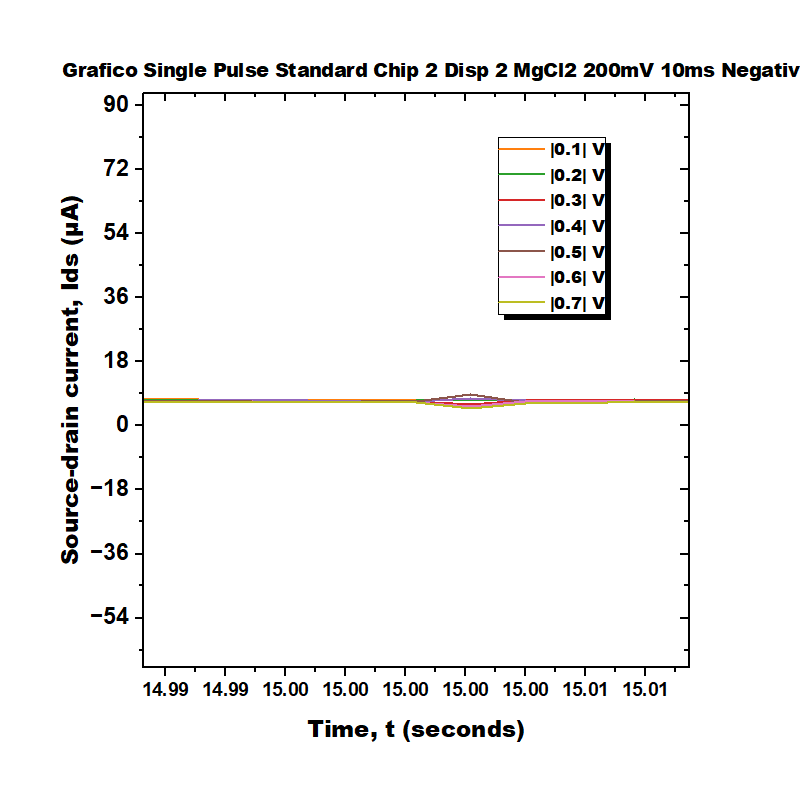 Grafico Single Pulse Standard Chip 2 Disp 2 MgCl2 200mV 10ms Negativ
|0.1| V
|0.2| V
|0.3| V
|0.4| V
|0.5| V
|0.6| V
|0.7| V
Source-drain current, Ids (µA)
90
72
54
36
18
0
−18
−36
−54
14.99 14.99 15.00 15.00 15.00 15.00 15.00 15.01 15.01
Time, t (seconds)